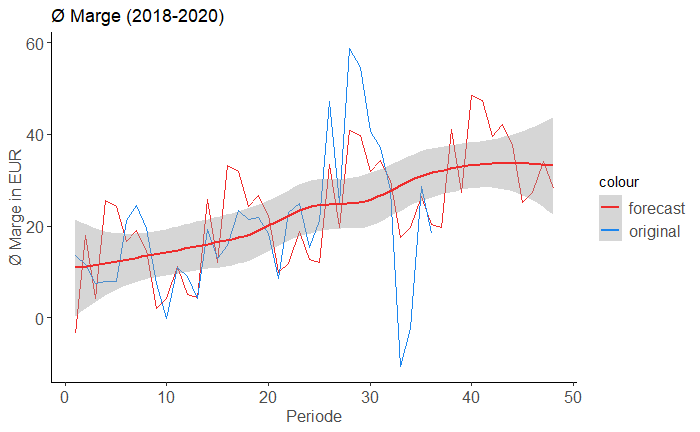 Ø Marge (2018-2020)
60
40
20
0
Ø Marge in EUR
0 10 20 30 40 50
Periode
colour
forecast
original